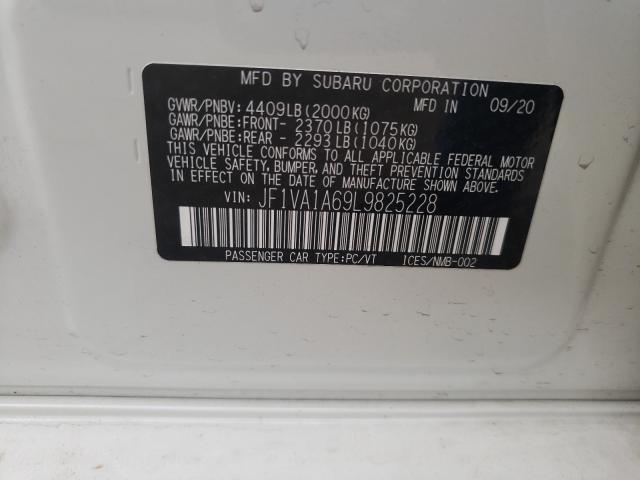 MFD BY SUBARU CORPORATION
MFD IN 09/20
GVWR/PNBV: 4409LB(2000KG)
GAWR/PNBE:FRONT- 2370LB(1075KG)
GAWR/PNBE:REAR - 2293LB(1040KG)
THIS VEHICLE CONFORMS TO ALL APPLICABLE FEDERAL MOTOR
VEHICLE SAFETY, BUMPER, AND THEFT PREVENTION STANDARDS
IN EFFECT ON THE DATE OF MANUFACTURE SHOWN ABOVE.
VIN: JF1VA1A69L9825228
PASSENGER CAR TYPE:PC/VT ICES/NMB-002